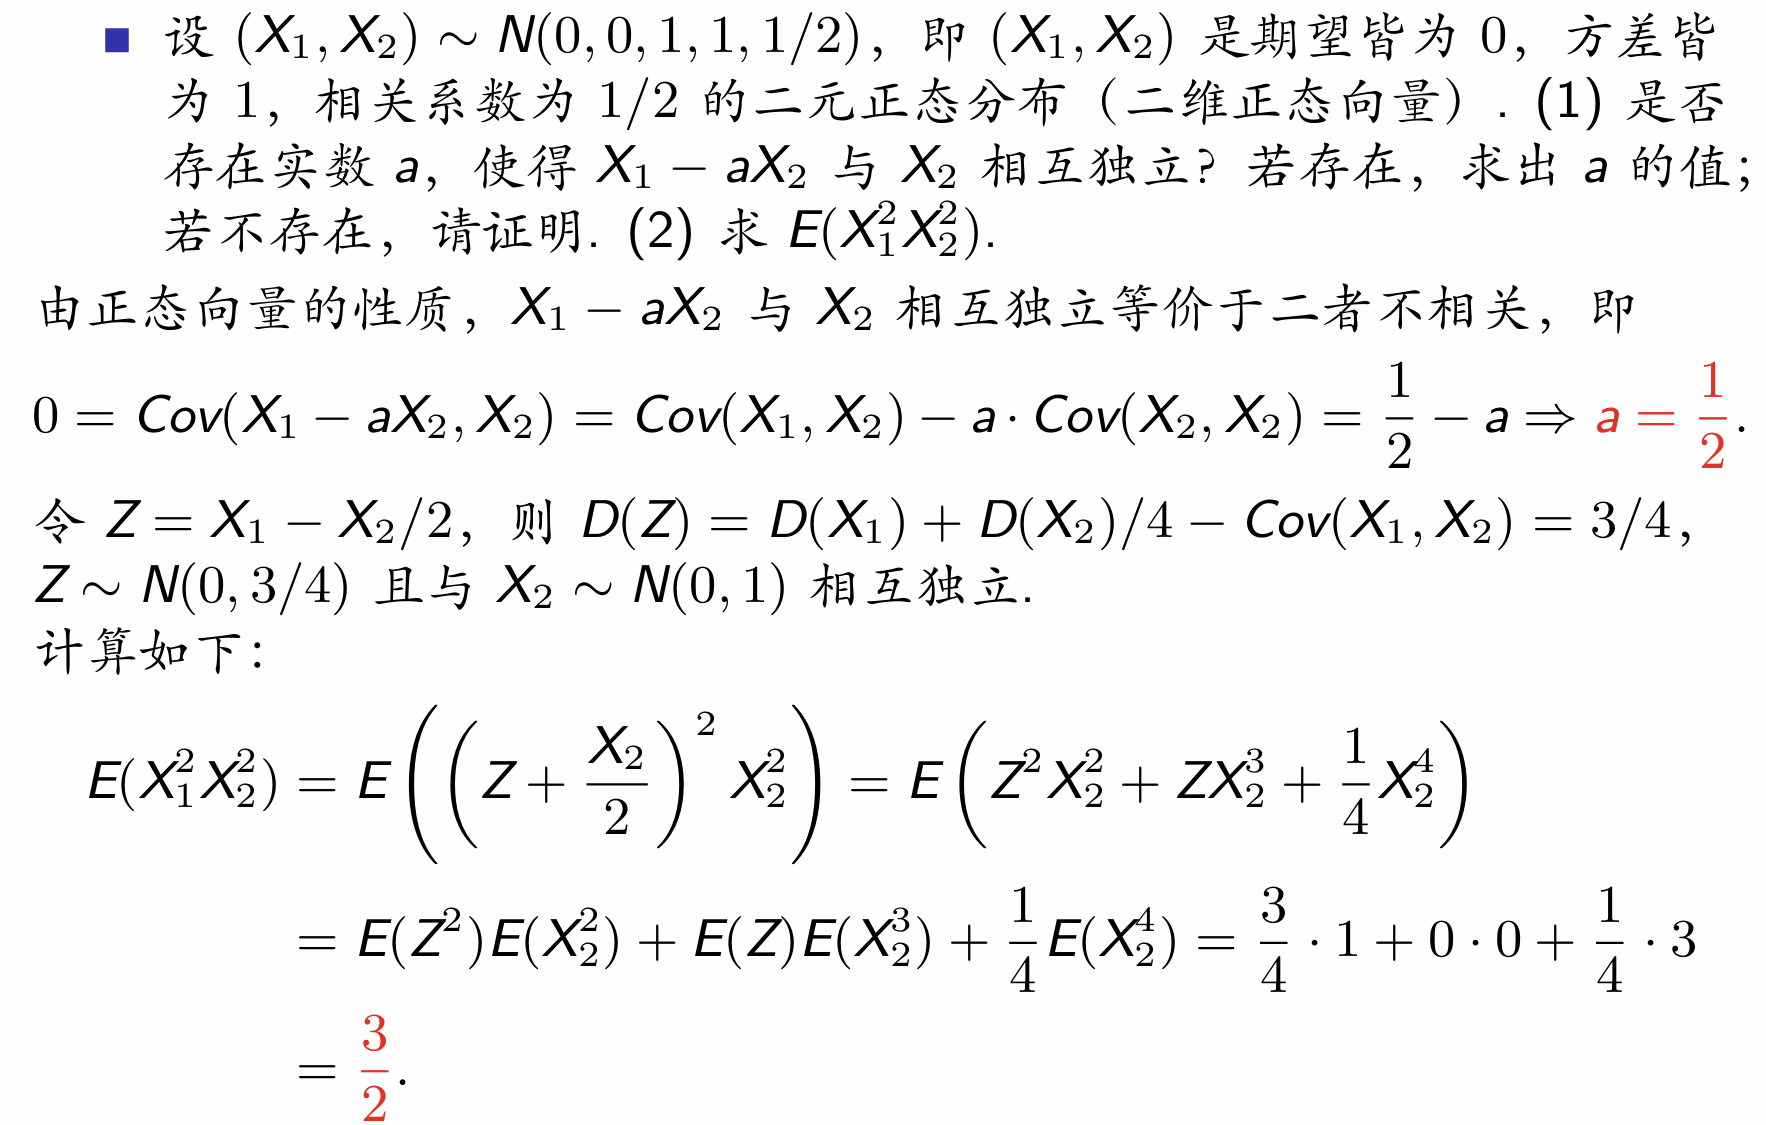 ■ 设 (X₁, X₂) ∼ N(0, 0, 1, 1, 1/2)，即 (X₁, X₂) 是期望皆为 0，方差皆
为 1，相关系数为 1/2 的二元正态分布（二维正态向量）. (1) 是否
存在实数 a，使得 X₁ − aX₂ 与 X₂ 相互独立? 若存在，求出 a 的值;
若不存在，请证明. (2) 求 E(X₁²X₂²).
由正态向量的性质，X₁ − aX₂ 与 X₂ 相互独立等价于二者不相关，即
0 = Cov(X₁ − aX₂, X₂) = Cov(X₁, X₂) − a · Cov(X₂, X₂) = 1/2 − a ⇒ a = 1/2.
令 Z = X₁ − X₂/2，则 D(Z) = D(X₁) + D(X₂)/4 − Cov(X₁, X₂) = 3/4，
Z ∼ N(0, 3/4) 且与 X₂ ∼ N(0, 1) 相互独立.
计算如下:
E(X₁²X₂²) = E((Z + X₂/2)² X₂²) = E(Z²X₂² + ZX₂³ + 1/4 X₂⁴)
= E(Z²)E(X₂²) + E(Z)E(X₂³) + 1/4 E(X₂⁴) = 3/4 · 1 + 0 · 0 + 1/4 · 3
= 3/2.